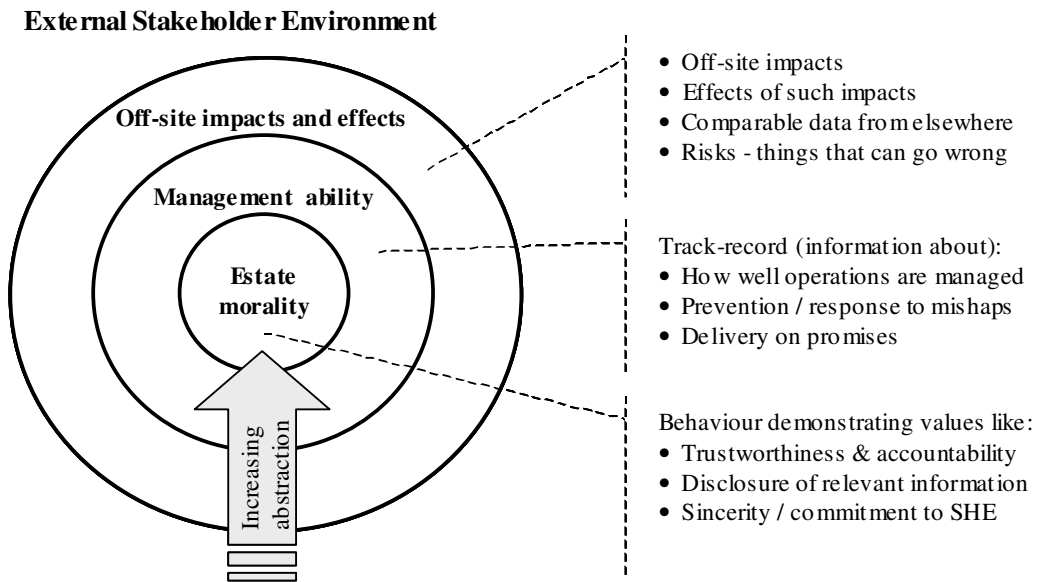 External Stakeholder Environment
Off-site impacts and effects
Management ability
Estate
morality
Increasing
abstraction
• Off-site impacts
• Effects of such impacts
• Comparable data from elsewhere
• Risks - things that can go wrong
Track-record (information about):
• How well operations are managed
• Prevention / response to mishaps
• Delivery on promises
Behaviour demonstrating values like:
• Trustworthiness & accountability
• Disclosure of relevant information
• Sincerity / commitment to SHE